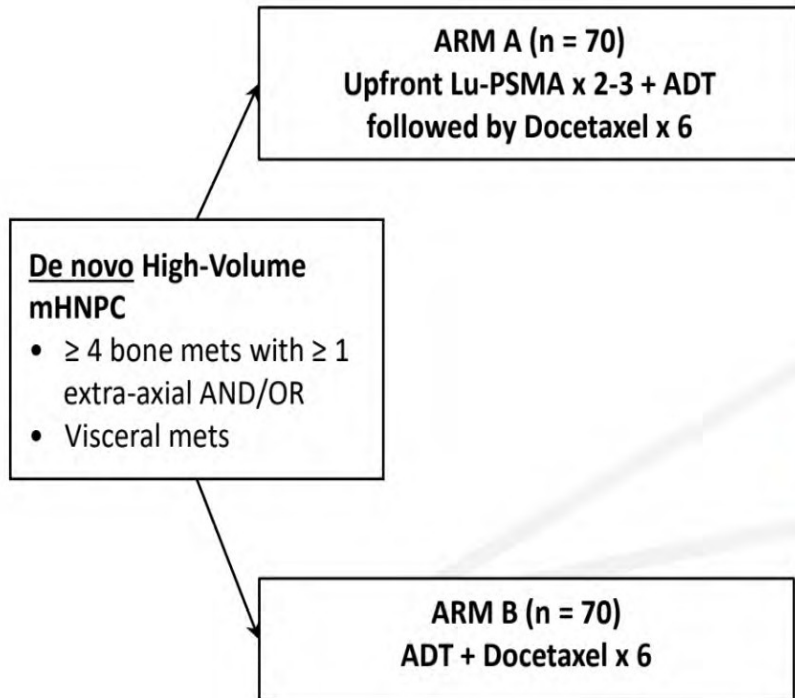 ARM A (n = 70)
Upfront Lu-PSMA x 2-3 + ADT
followed by Docetaxel x 6
De novo High-Volume
mHNPC
• ≥ 4 bone mets with ≥ 1
extra-axial AND/OR
• Visceral mets
ARM B (n = 70)
ADT + Docetaxel x 6